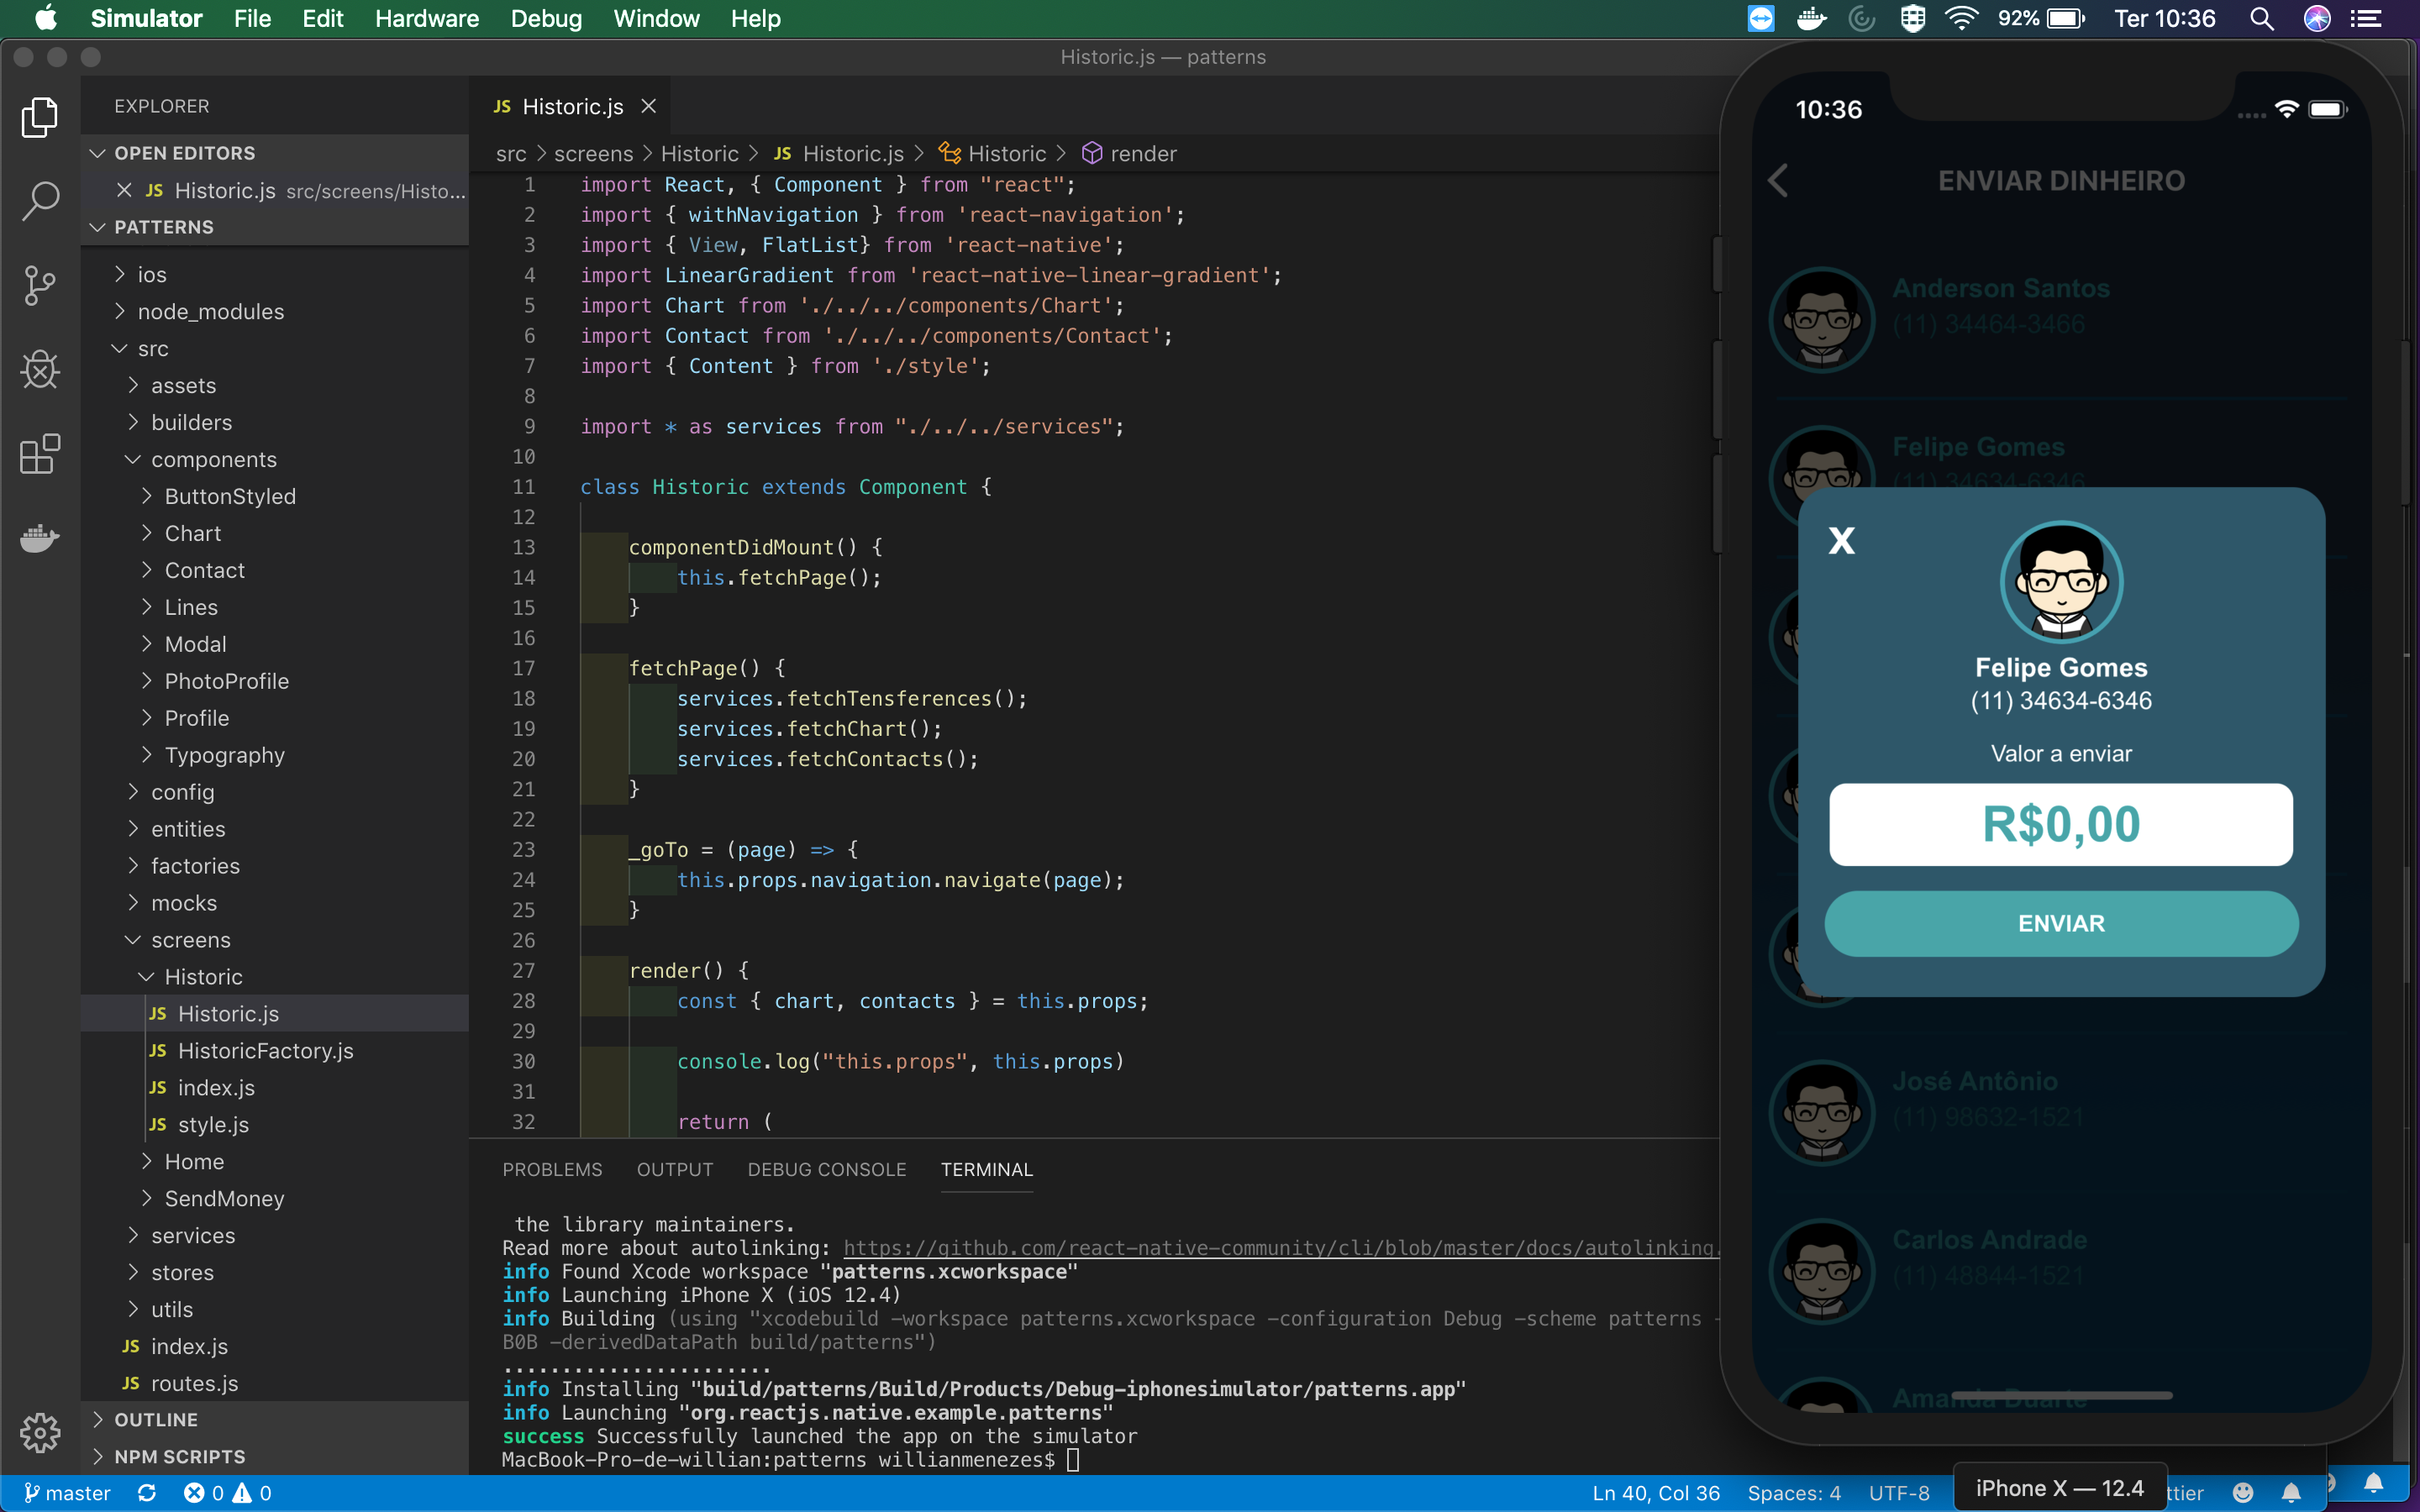 Simulator File Edit Hardware Debug Window Help
92% Ter 10:36
Historic.js — patterns
EXPLORER
OPEN EDITORS
JS Historic.js src/screens/Histo...
PATTERNS
ios
node_modules
src
assets
builders
components
ButtonStyled
Chart
Contact
Lines
Modal
PhotoProfile
Profile
Typography
config
entities
factories
mocks
screens
Historic
JS Historic.js
JS HistoricFactory.js
JS index.js
JS style.js
Home
SendMoney
services
stores
utils
JS index.js
JS routes.js
OUTLINE
NPM SCRIPTS
JS Historic.js
src > screens > Historic > JS Historic.js > Historic > render
1 import React, { Component } from "react";
2 import { withNavigation } from 'react-navigation';
3 import { View, FlatList} from 'react-native';
4 import LinearGradient from 'react-native-linear-gradient';
5 import Chart from './../../components/Chart';
6 import Contact from './../../components/Contact';
7 import { Content } from './style';
8
9 import * as services from "./../../services";
10
11 class Historic extends Component {
12
13 componentDidMount() {
14 this.fetchPage();
15 }
16
17 fetchPage() {
18 services.fetchTensferences();
19 services.fetchChart();
20 services.fetchContacts();
21 }
22
23 _goTo = (page) => {
24 this.props.navigation.navigate(page);
25 }
26
27 render() {
28 const { chart, contacts } = this.props;
29
30 console.log("this.props", this.props)
31
32 return (
PROBLEMS OUTPUT DEBUG CONSOLE TERMINAL
the library maintainers.
Read more about autolinking: https://github.com/react-native-community/cli/blob/master/docs/autolinking.
info Found Xcode workspace "patterns.xcworkspace"
info Launching iPhone X (iOS 12.4)
info Building (using "xcodebuild -workspace patterns.xcworkspace -configuration Debug -scheme patterns -
B0B -derivedDataPath build/patterns")
.......................
info Installing "build/patterns/Build/Products/Debug-iphonesimulator/patterns.app"
info Launching "org.reactjs.native.example.patterns"
success Successfully launched the app on the simulator
MacBook-Pro-de-willian:patterns willianmenezes$
10:36
ENVIAR DINHEIRO
Anderson Santos
(11) 34464-3466
Felipe Gomes
(11) 34634-6346
X
Felipe Gomes
(11) 34634-6346
Valor a enviar
R$0,00
ENVIAR
José Antônio
(11) 98632-1521
Carlos Andrade
(11) 48844-1521
Amanda Duarte
master 0 0
Ln 40, Col 36 Spaces: 4 UTF-8
iPhone X — 12.4
ttier